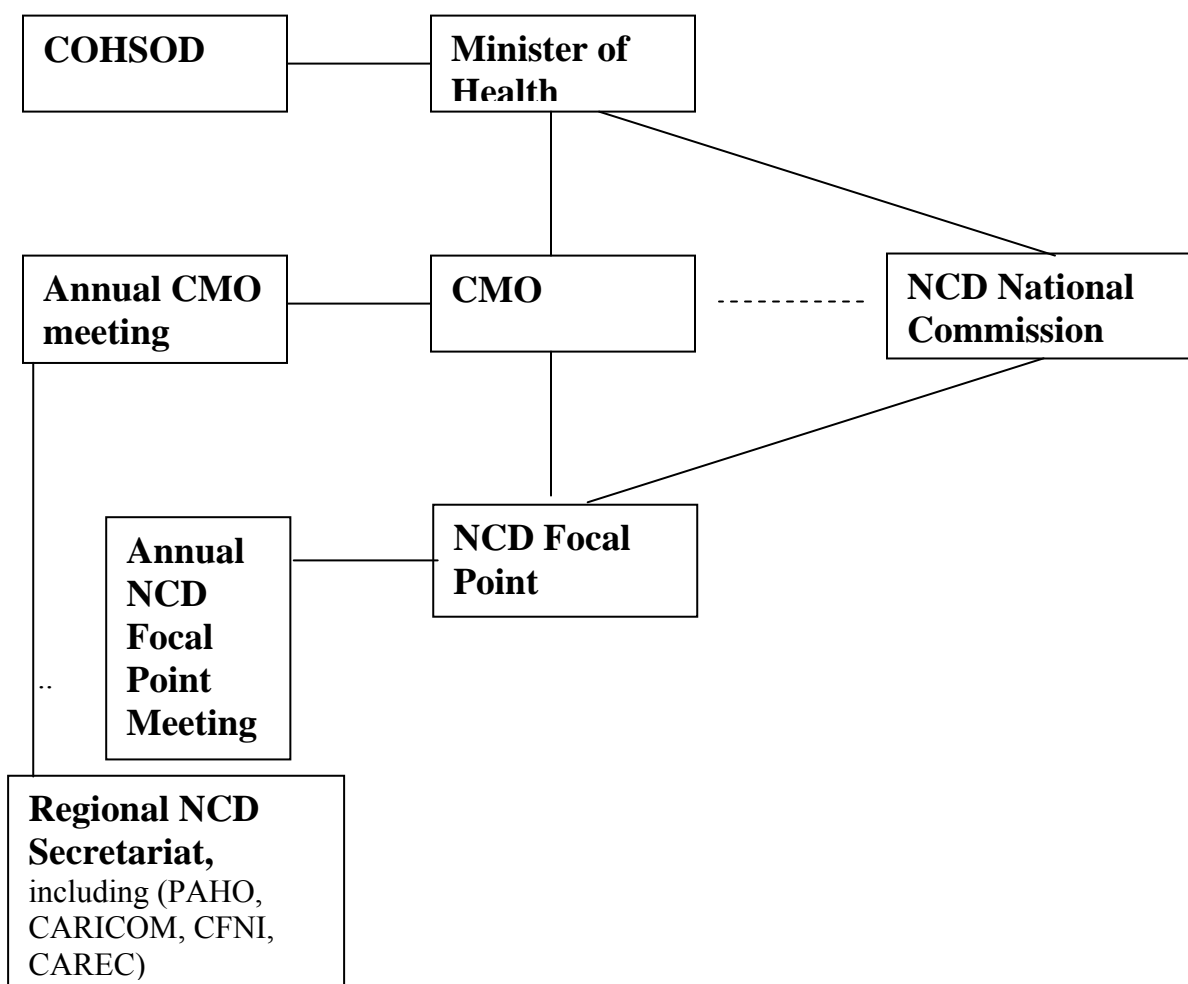 COHSOD
Minister of
Health
Annual CMO
meeting
CMO
NCD National
Commission
Annual
NCD
Focal
Point
Meeting
NCD Focal
Point
..
Regional NCD
Secretariat,
including (PAHO,
CARICOM, CFNI,
CAREC)